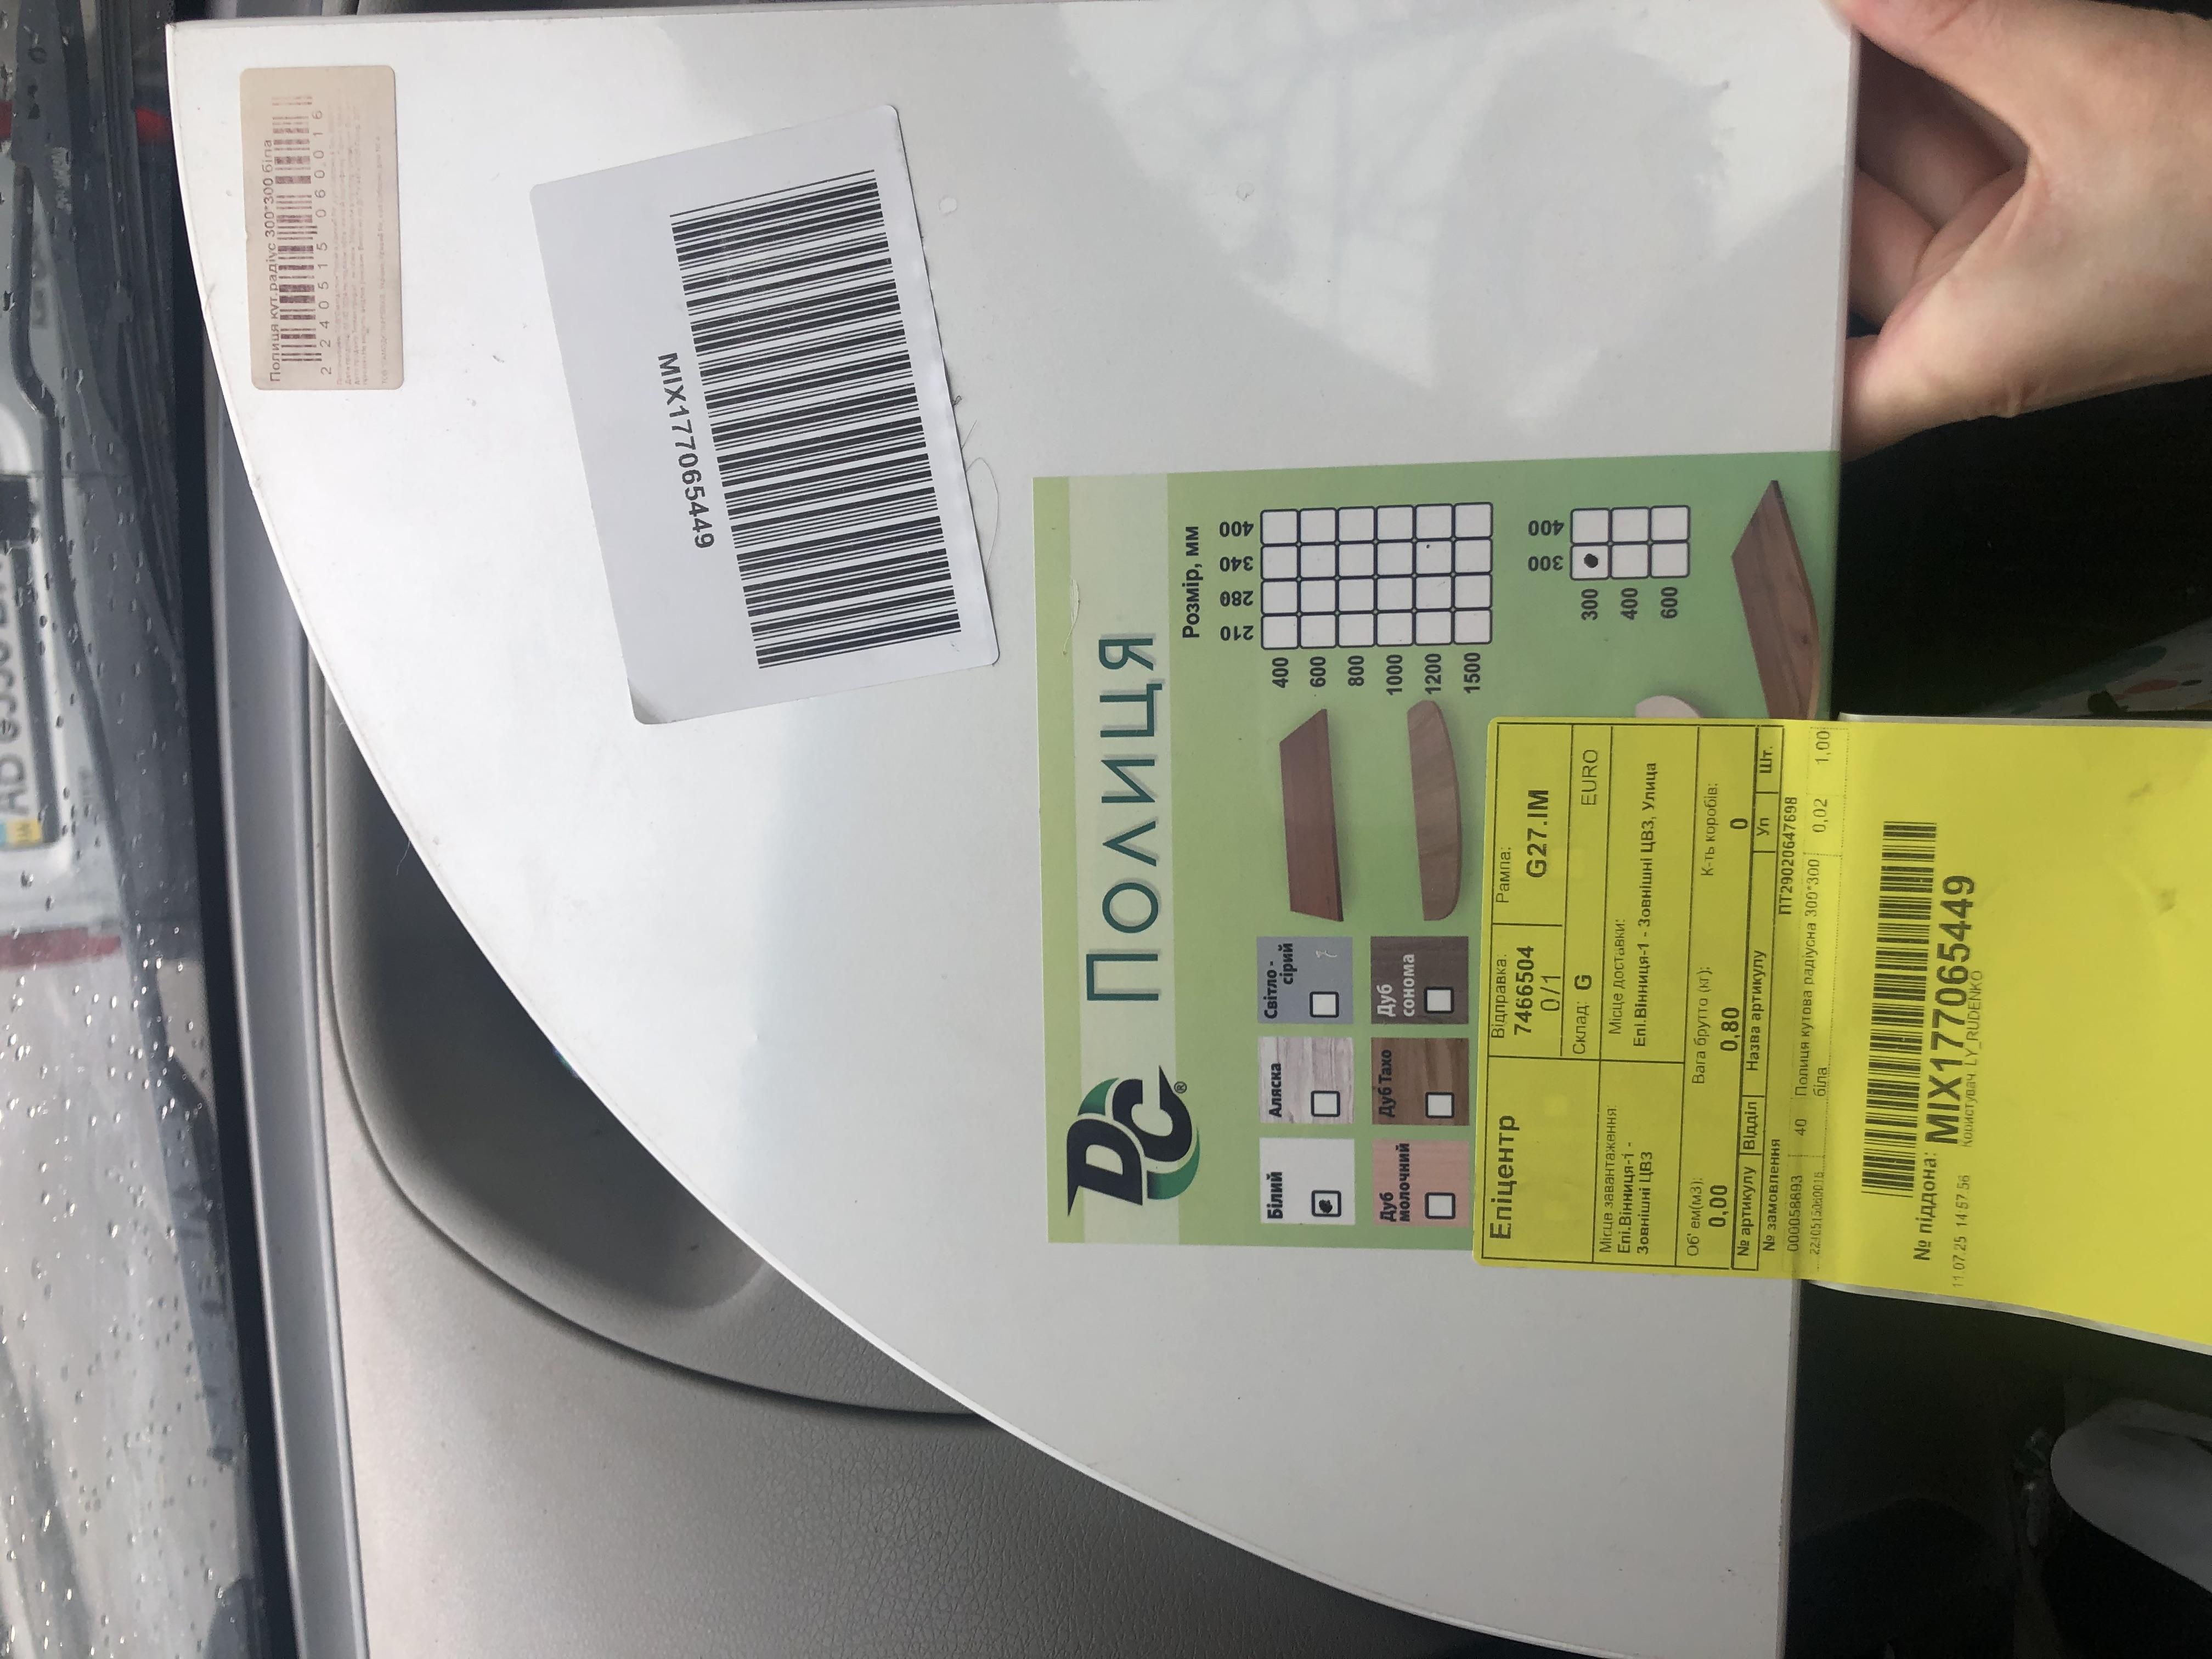 Полиця кут.радіус 300*300 біла
2 2 4 0 5 1 5 0 6 0 0 1 6
MIX177065449
DC®
ПОЛИЦЯ
Розмір, мм
210 280 340 400
400
600
800
1000
1200
1500
300 400
300
400
600
Білий
Аляска
Світло -
сірий
Дуб
молочний
Дуб Тахо
Дуб
сонома
Епіцентр
Відправка:
7466504
0/1
Рампа:
G27.IM
Склад: G
EURO
Місце завантаження:
Епі.Вінниця-1 -
Зовнішні ЦВЗ
Місце доставки:
Епі.Вінниця-1 - Зовнішні ЦВЗ, Улица
Об' ем(м3):
0,00
Вага брутто (кг):
0,80
К-ть коробів:
0
№ артикулу Відділ Назва артикулу Уп Шт.
№ замовлення ПТ29020647698
40 Полиця кутова радіусна 300*300 0,02 1,00
біла
№ піддона: MIX177065449
11.07.25 14:57:56 Користувач LY_RUDENKO